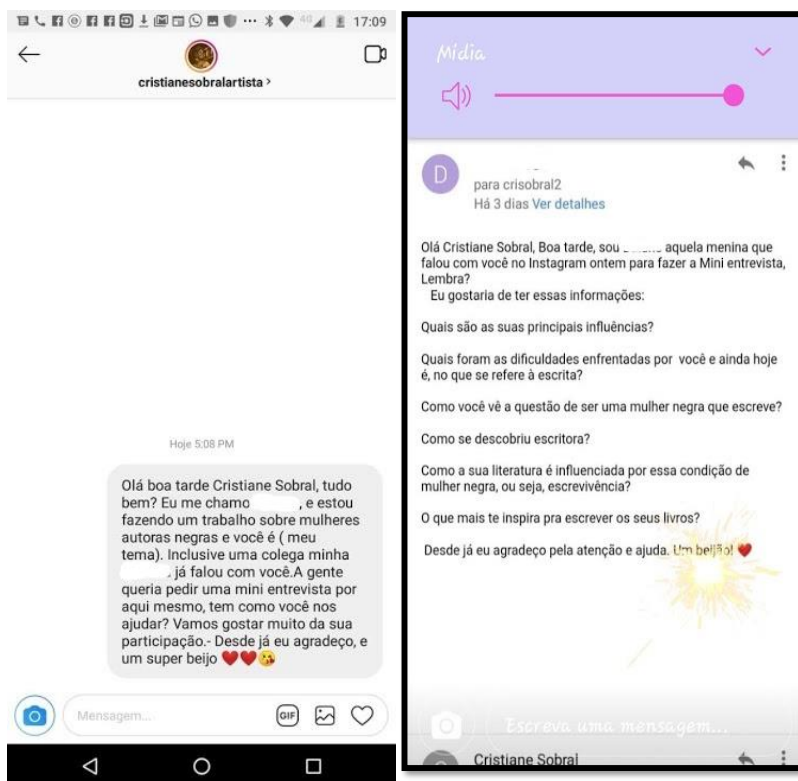 17:09
cristianesobralartista >
Hoje 5:08 PM
Olá boa tarde Cristiane Sobral, tudo
bem? Eu me chamo , e estou
fazendo um trabalho sobre mulheres
autoras negras e você é ( meu
tema). Inclusive uma colega minha
, já falou com você.A gente
queria pedir uma mini entrevista por
aqui mesmo, tem como você nos
ajudar? Vamos gostar muito da sua
participação.- Desde já eu agradeço, e
um super beijo ❤️❤️😘
Mensagem...
GIF
Mídia
D
para crisobral2
Há 3 dias Ver detalhes
Olá Cristiane Sobral, Boa tarde, sou aquela menina que
falou com você no Instagram ontem para fazer a Mini entrevista,
Lembra?
Eu gostaria de ter essas informações:
Quais são as suas principais influências?
Quais foram as dificuldades enfrentadas por você e ainda hoje
é, no que se refere à escrita?
Como você vê a questão de ser uma mulher negra que escreve?
Como se descobriu escritora?
Como a sua literatura é influenciada por essa condição de
mulher negra, ou seja, escrevivência?
O que mais te inspira pra escrever os seus livros?
Desde já eu agradeço pela atenção e ajuda. Um beijão! ❤️
Escreva uma mensagem...
Cristiane Sobral